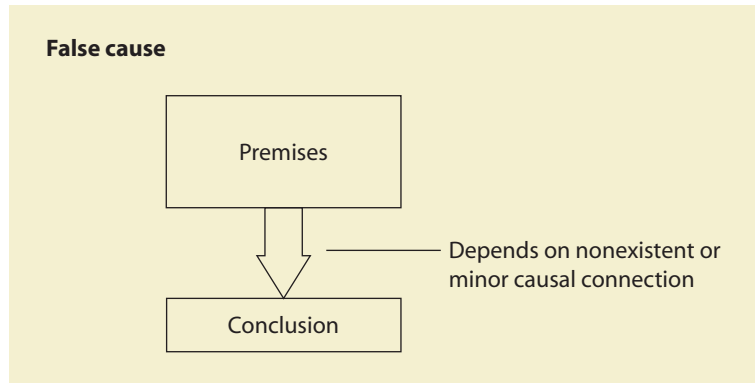 False cause
Premises
Depends on nonexistent or
minor causal connection
Conclusion